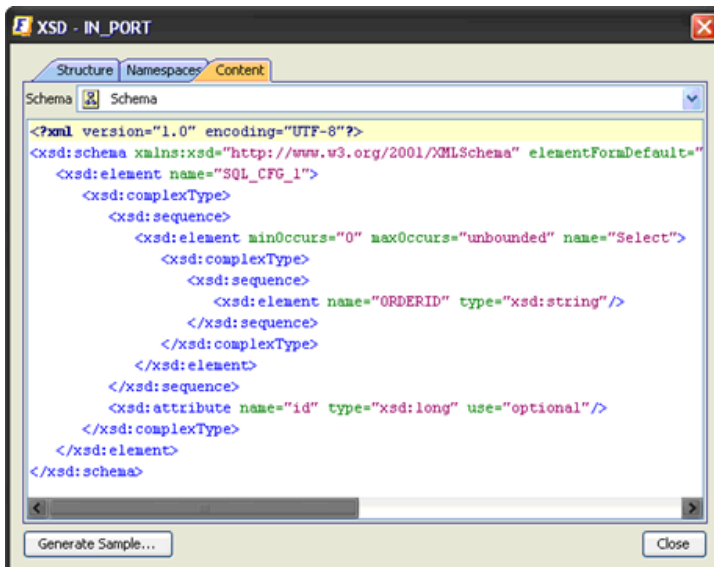 XSD - IN_PORT
Structure Namespaces Content
Schema Schema
<?xml version="1.0" encoding="UTF-8"?>
<xsd:schema xmlns:xsd="http://www.w3.org/2001/XMLSchema" elementFormDefault="
<xsd:element name="SQL_CFG_1">
<xsd:complexType>
<xsd:sequence>
<xsd:element minOccurs="0" maxOccurs="unbounded" name="Select">
<xsd:complexType>
<xsd:sequence>
<xsd:element name="ORDERID" type="xsd:string"/>
</xsd:sequence>
</xsd:complexType>
</xsd:element>
</xsd:sequence>
<xsd:attribute name="id" type="xsd:long" use="optional"/>
</xsd:complexType>
</xsd:element>
</xsd:schema>
Generate Sample... Close